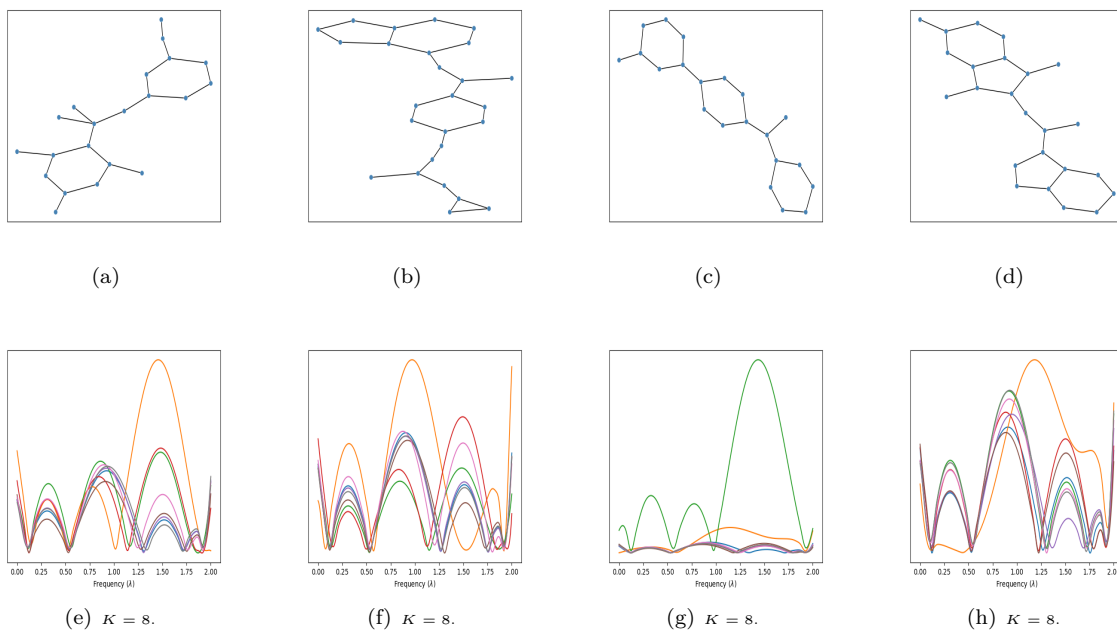 (a) (b) (c) (d)
0.00 0.25 0.50 0.75 1.00 1.25 1.50 1.75 2.00
Frequency (λ)
0.00 0.25 0.50 0.75 1.00 1.25 1.50 1.75 2.00
Frequency (λ)
0.00 0.25 0.50 0.75 1.00 1.25 1.50 1.75 2.00
Frequency (λ)
0.00 0.25 0.50 0.75 1.00 1.25 1.50 1.75 2.0
Frequency (λ)
(e) K = 8. (f) K = 8. (g) K = 8. (h) K = 8.